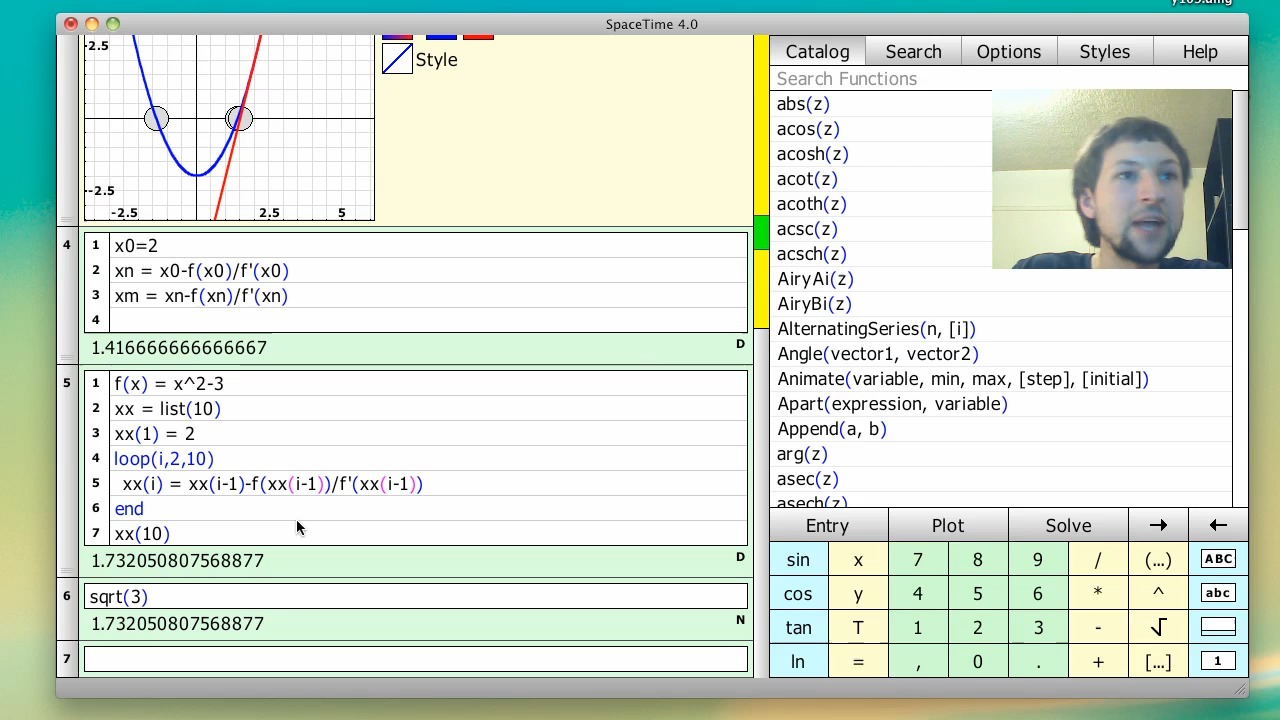 y165.dmg
SpaceTime 4.0
-2.5
Style
--2.5
-2.5
2.5
5
4
1 x0=2
2 xn = x0-f(x0)/f'(x0)
3 xm = xn-f(xn)/f'(xn)
4
1.416666666666667 D
5
1 f(x) = x^2-3
2 xx = list(10)
3 xx(1) = 2
4 loop(i,2,10)
5 xx(i) = xx(i-1)-f(xx(i-1))/f'(xx(i-1))
6 end
7 xx(10)
1.732050807568877 D
6 sqrt(3)
1.732050807568877 N
7
Catalog Search Options Styles Help
Search Functions
abs(z)
acos(z)
acosh(z)
acot(z)
acoth(z)
acsc(z)
acsch(z)
AiryAi(z)
AiryBi(z)
AlternatingSeries(n, [i])
Angle(vector1, vector2)
Animate(variable, min, max, [step], [initial])
Apart(expression, variable)
Append(a, b)
arg(z)
asec(z)
asech(z)
Entry Plot Solve → ←
sin x 7 8 9 / (...) ABC
cos y 4 5 6 * ^ abc
tan T 1 2 3 - √
ln = , 0 . + [...] 1